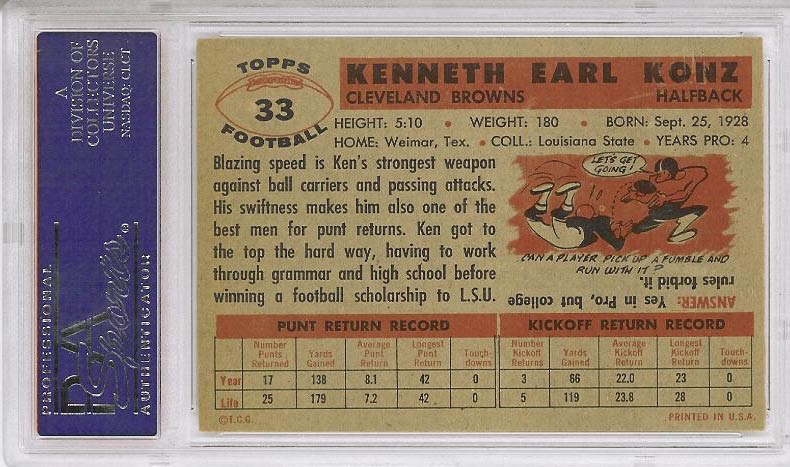 A
DIVISION OF
COLLECTORS
UNIVERSE
NASDAQ: CLCT
PROFESSIONAL
PSA
Sports®
AUTHENTICATOR
TOPPS
33
FOOTBALL
KENNETH EARL KONZ
CLEVELAND BROWNS HALFBACK
HEIGHT: 5:10 • WEIGHT: 180 • BORN: Sept. 25, 1928
HOME: Weimar, Tex. • COLL.: Louisiana State • YEARS PRO: 4
Blazing speed is Ken's strongest weapon
against ball carriers and passing attacks.
His swiftness makes him also one of the
best men for punt returns. Ken got to
the top the hard way, having to work
through grammar and high school before
winning a football scholarship to L.S.U.
LET'S GET
GOING!
CAN A PLAYER PICK UP A FUMBLE AND
RUN WITH IT?
ANSWER: Yes in Pro, but college
rules forbid it.
PUNT RETURN RECORD KICKOFF RETURN RECORD
Number Punts Returned Yards Gained Average Punt Return Longest Punt Return Touch-downs Number Kickoff Returns Yards Gained Average Kickoff Return Longest Kickoff Return Touch-downs
Year 17 138 8.1 42 0 3 66 22.0 23 0
Life 25 179 7.2 42 0 5 119 23.8 28 0
©T.C.G. PRINTED IN U.S.A.